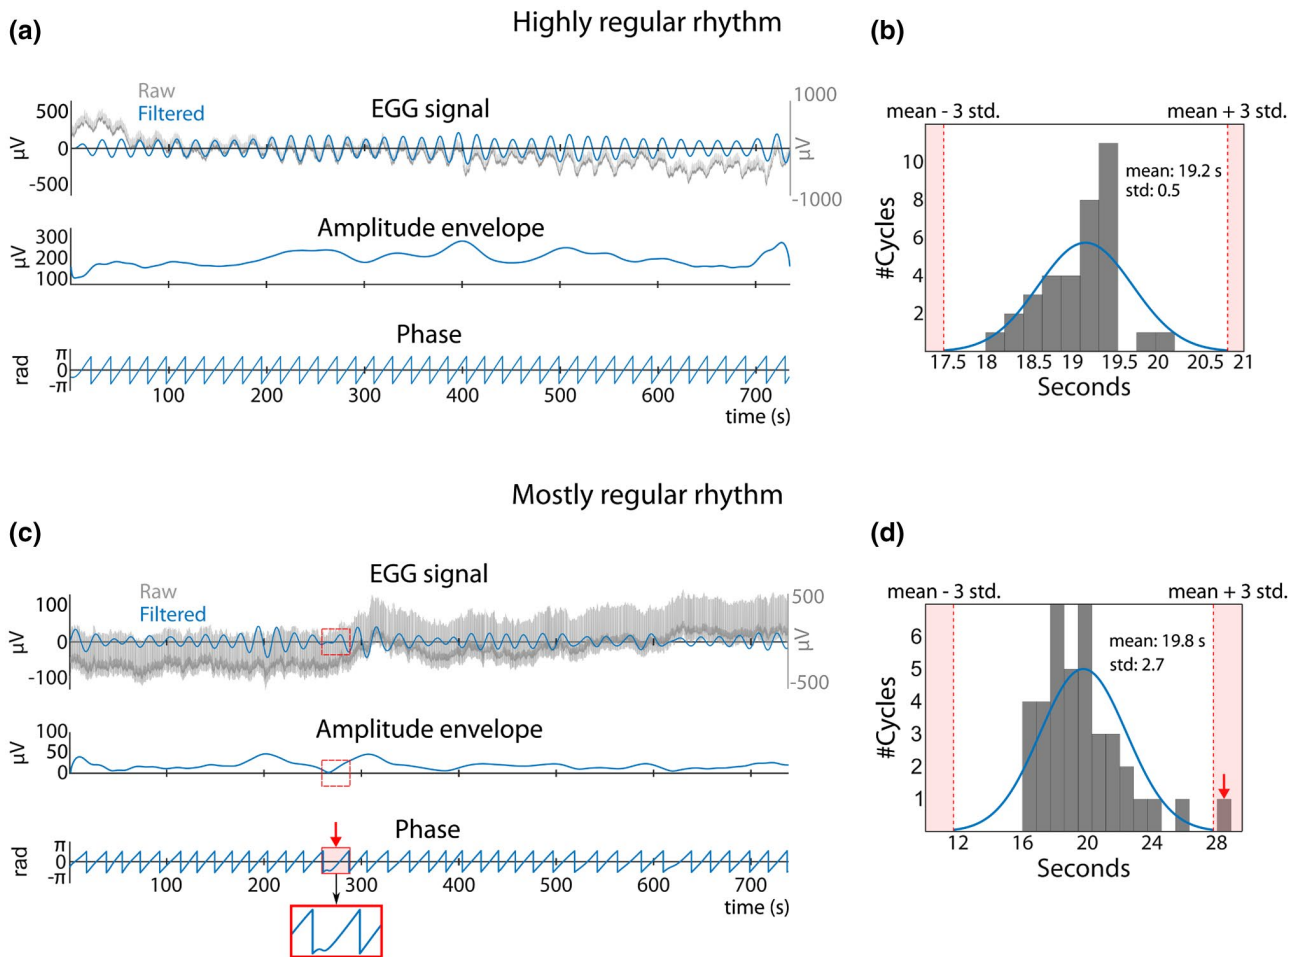 (a)
Highly regular rhythm
(b)
Raw
Filtered
EGG signal
500
0
-500
μV
1000
μV
-1000
Amplitude envelope
300
200
100
μV
Phase
π
0
-π
rad
100 200 300 400 500 600 700
time (s)
mean - 3 std.
mean + 3 std.
mean: 19.2 s
std: 0.5
10
8
6
4
2
#Cycles
17.5 18 18.5 19 19.5 20 20.5 21
Seconds
Mostly regular rhythm
(c)
(d)
EGG signal
Raw
Filtered
100
0
-100
μV
500
μV
-500
Amplitude envelope
100
50
0
μV
Phase
π
0
-π
rad
100 200 300 400 500 600 700
time (s)
mean - 3 std.
mean + 3 std.
mean: 19.8 s
std: 2.7
6
5
4
3
2
1
#Cycles
12 16 20 24 28
Seconds